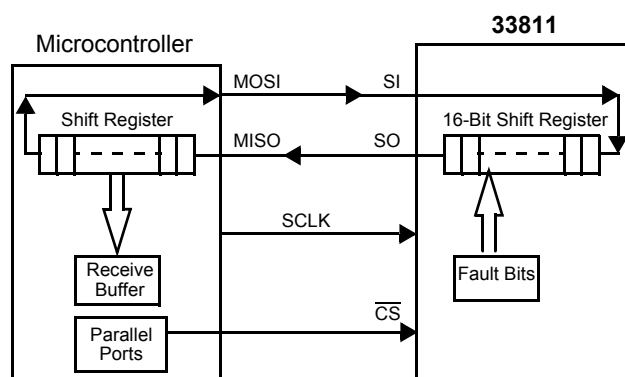 33811
Microcontroller
MOSI
SI
Shift Register
16-Bit Shift Register
MISO
SO
SCLK
Receive
Buffer
Fault Bits
CS
Parallel
Ports